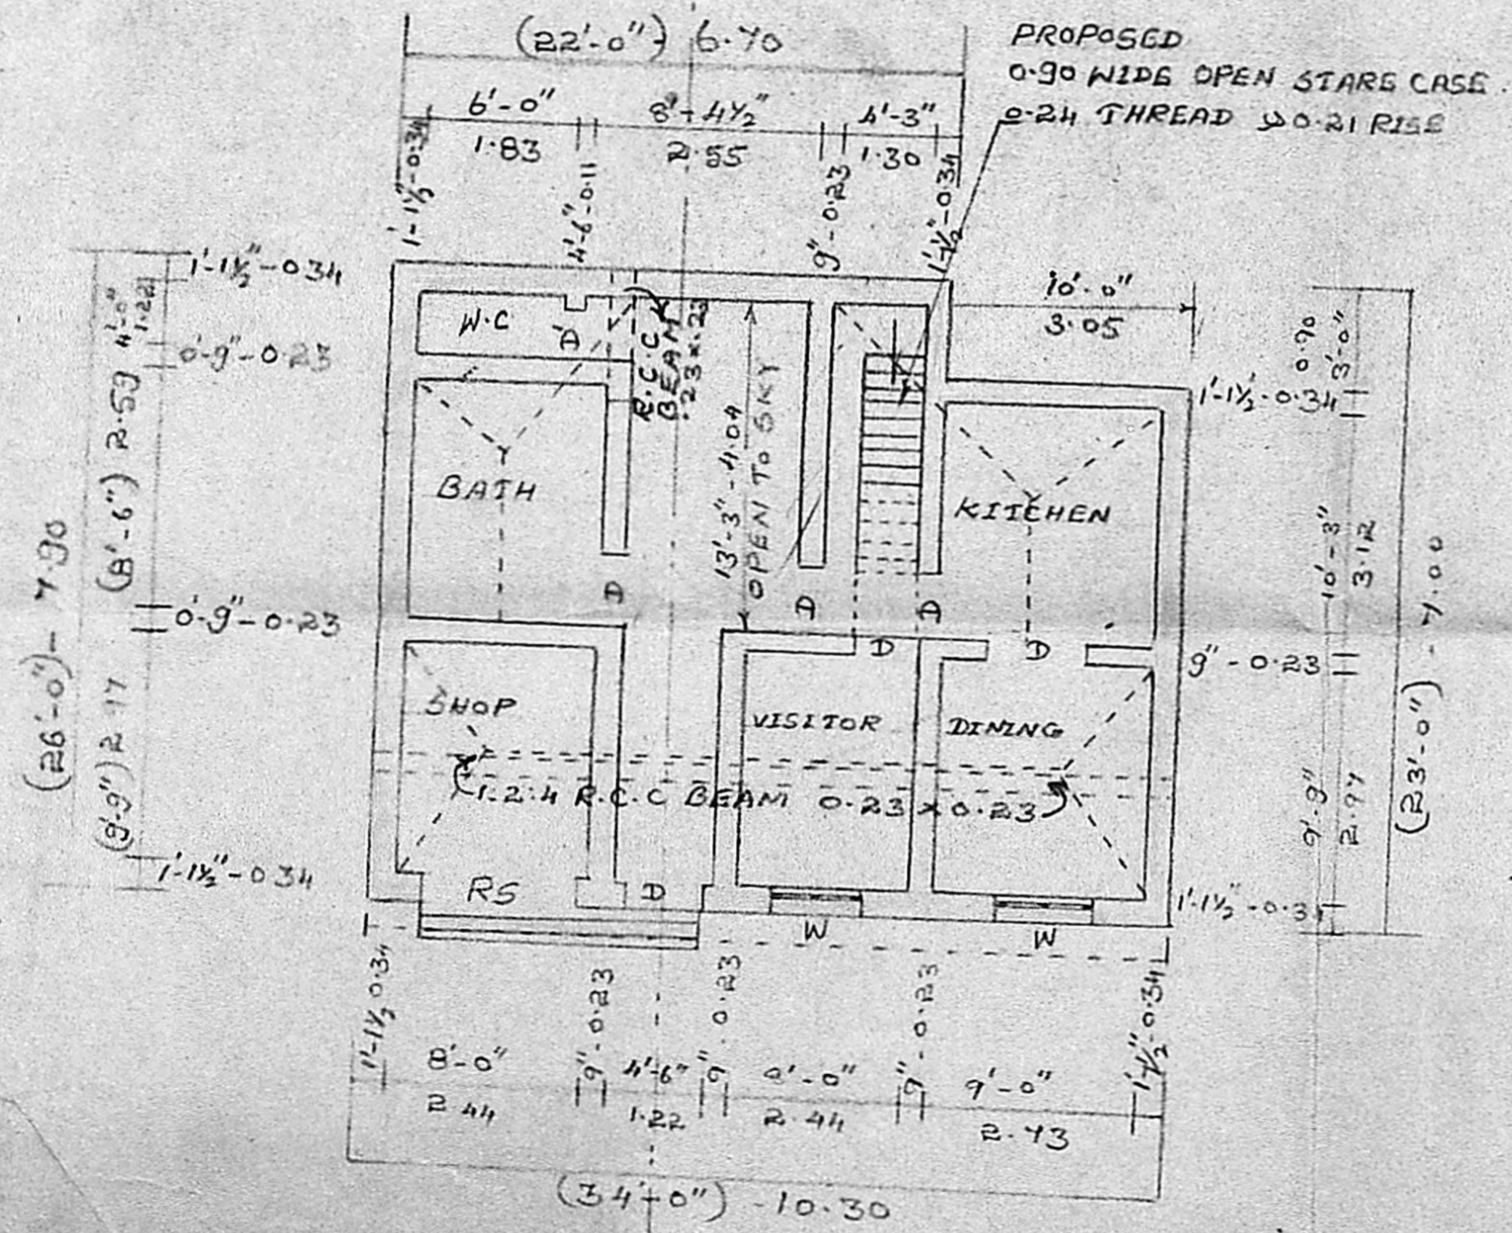 (22'-0") 6.70
PROPOSED
0.90 WIDE OPEN STARE CASE.
0.24 THREAD & 0.21 RISE
6'-0" 8'-4½" 4'-3"
1.83 2.55 1.30
1'-1½"-0.34
4'-6"-0.11
9"-0.23
1'-1½"-0.34
10'-0"
3.05
1'-1½"-0.34
4'-0"
1.22
0'-9"-0.23
(8'-6") 2.59
0'-9"-0.23
(26'-0")- 7.90
(9'-9") 2.97
1'-1½"-0.34
W.C
D
R.C.C
BEAM
.23 x .23
BATH
D
13'-3"-4.04
OPEN TO SKY
D
D
KITCHEN
D
D
SHOP
VISITOR
DINING
1.2.4 R.C.C BEAM 0.23 x 0.23
RS
D
W
W
0.90
3'-0"
1'-1½"-0.34
10'-3"
3.12
9"-0.23
(23'-0") -7.00
9'-9"
2.97
1'-1½"-0.34
1'-1½ 0.34
9"-0.23
9"-0.23
9"-0.23
1'-1½"-0.34
8'-0" 4'-6" 9'-0"
2.44 1.22 2.44 2.73
(34'-0") -10.30